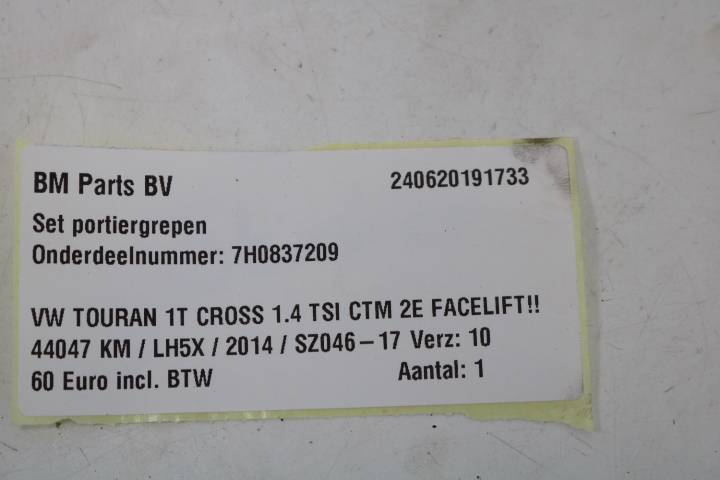 BM Parts BV 240620191733
Set portiergrepen
Onderdeelnummer: 7H0837209
VW TOURAN 1T CROSS 1.4 TSI CTM 2E FACELIFT!!
44047 KM / LH5X / 2014 / SZ046-17 Verz: 10
60 Euro incl. BTW Aantal: 1